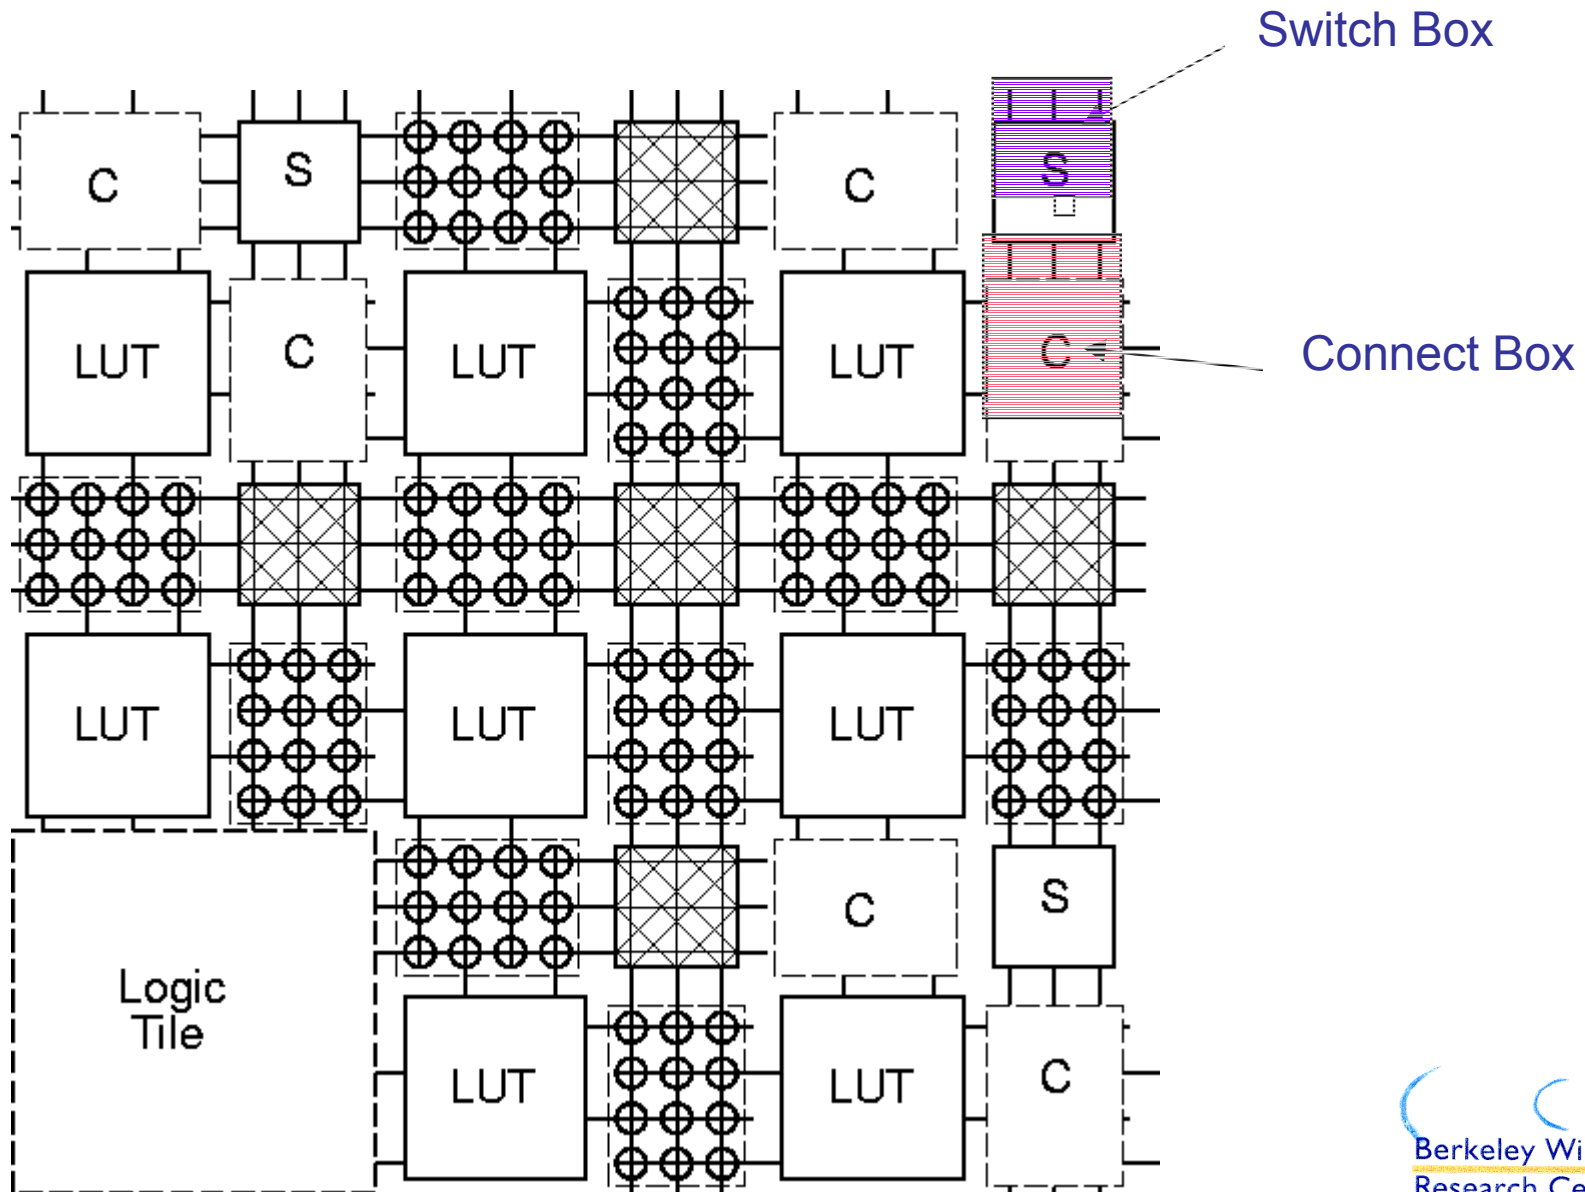 Switch Box
C
S
C
S
LUT
C
LUT
LUT
C
Connect Box
LUT
LUT
LUT
C
S
Logic
Tile
LUT
LUT
C
Berkeley Wi
Research Ce